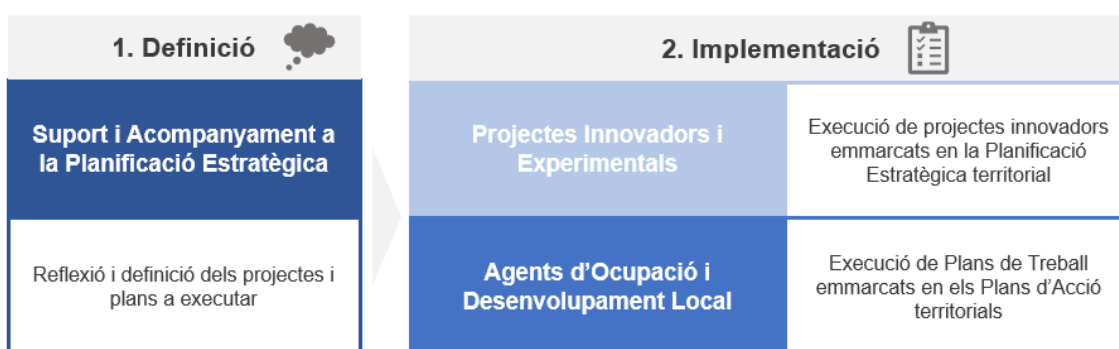 1. Definició
Suport i Acompanyament a
la Planificació Estratègica
Reflexió i definició dels projectes i
plans a executar
2. Implementació
Projectes Innovadors i
Experimentals
Execució de projectes innovadors
emmarcats en la Planificació
Estratègica territorial
Agents d'Ocupació i
Desenvolupament Local
Execució de Plans de Treball
emmarcats en els Plans d'Acció
territorials